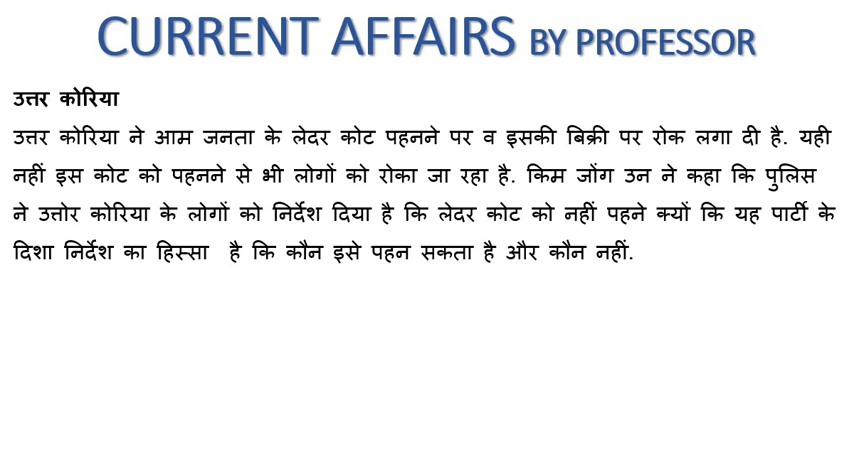 CURRENT AFFAIRS BY PROFESSOR
उत्तर कोरिया
उत्तर कोरिया ने आम जनता के लेदर कोट पहनने पर व इसकी बिक्री पर रोक लगा दी है. यही
नहीं इस कोट को पहनने से भी लोगों को रोका जा रहा है. किम जोंग उन ने कहा कि पुलिस
ने उत्तोर कोरिया के लोगों को निर्देश दिया है कि लेदर कोट को नहीं पहने क्यों कि यह पार्टी के
दिशा निर्देश का हिस्सा है कि कौन इसे पहन सकता है और कौन नहीं.